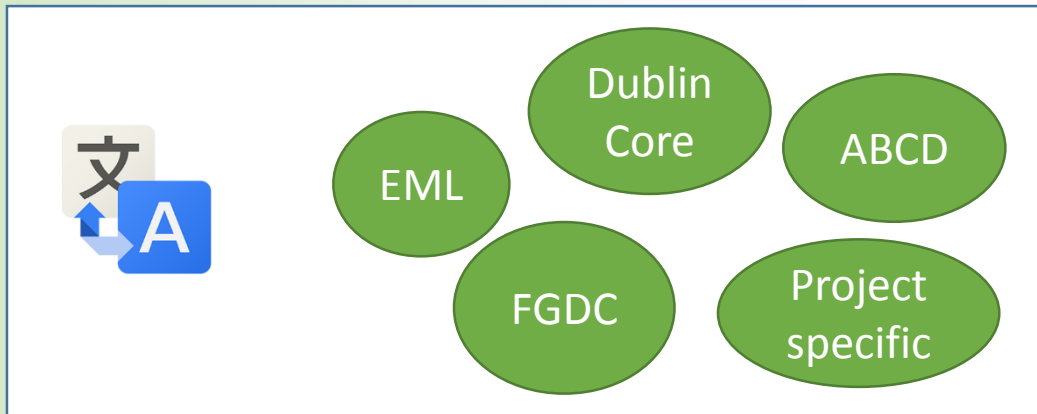 文
A
EML
Dublin
Core
ABCD
FGDC
Project
specific